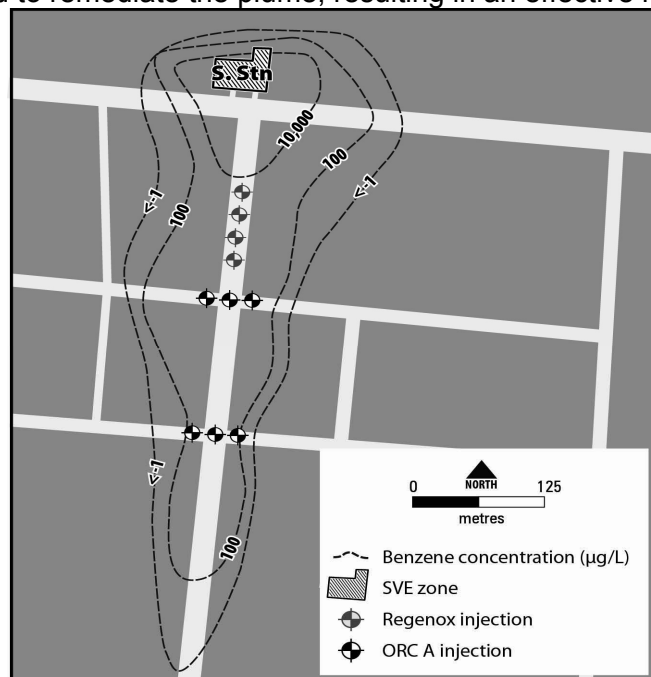 d to remediate the plume, resulting in an effective r
S. Stn
10,000
100
<-1
<-1
100
<-1
100
0
NORTH
125
metres
Benzene concentration (µg/L)
SVE zone
Regenox injection
ORC A injection